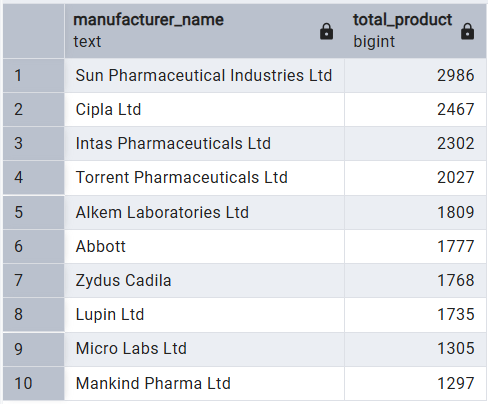 manufacturer_name total_product
text bigint
1 Sun Pharmaceutical Industries Ltd 2986
2 Cipla Ltd 2467
3 Intas Pharmaceuticals Ltd 2302
4 Torrent Pharmaceuticals Ltd 2027
5 Alkem Laboratories Ltd 1809
6 Abbott 1777
7 Zydus Cadila 1768
8 Lupin Ltd 1735
9 Micro Labs Ltd 1305
10 Mankind Pharma Ltd 1297